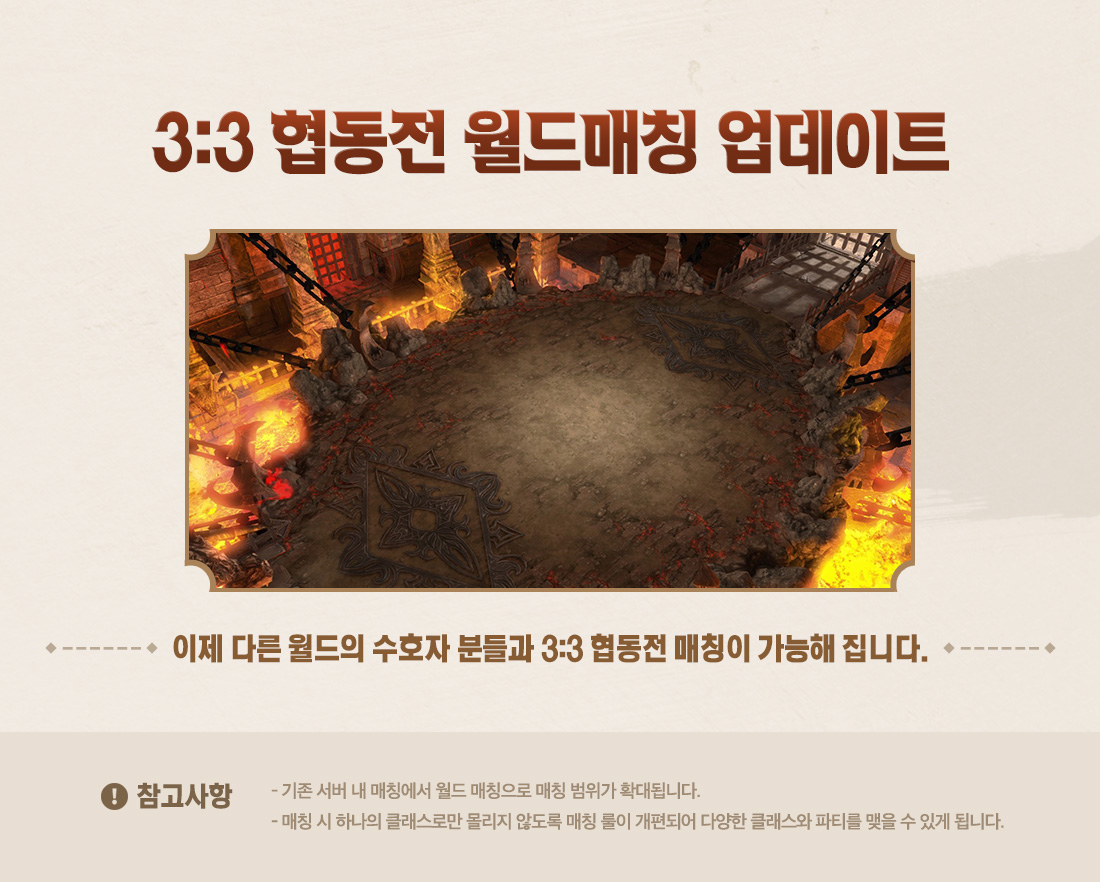 3:3 협동전 월드매칭 업데이트
이제 다른 월드의 수호자 분들과 3:3 협동전 매칭이 가능해 집니다.
! 참고사항
- 기존 서버 내 매칭에서 월드 매칭으로 매칭 범위가 확대됩니다.
- 매칭 시 하나의 클래스로만 몰리지 않도록 매칭 룰이 개편되어 다양한 클래스와 파티를 맺을 수 있게 됩니다.